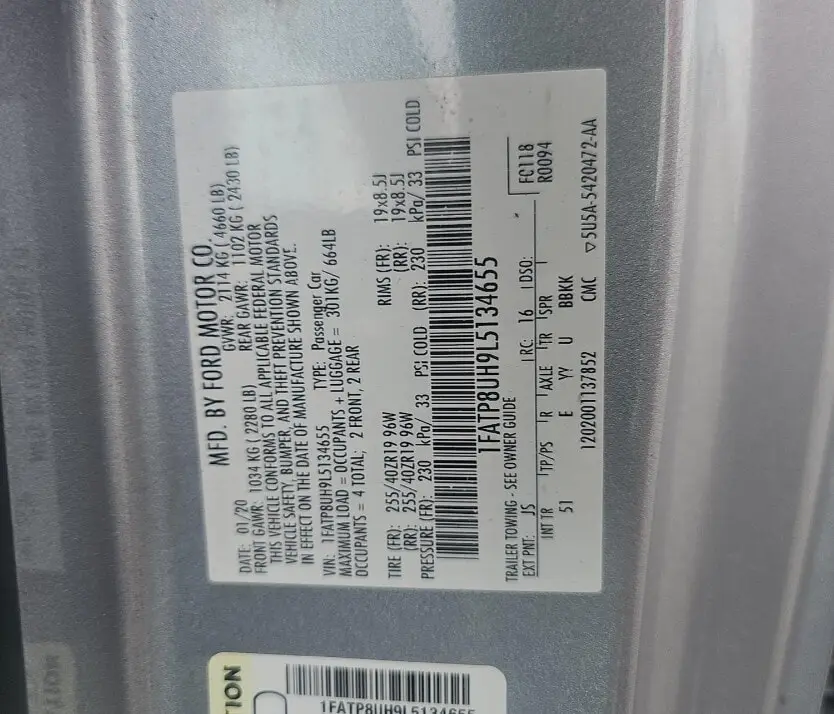 MFD. BY FORD MOTOR CO.
DATE: 01/20 GVWR: 2114 KG ( 4660 LB)
FRONT GAWR: 1034 KG ( 2280 LB) REAR GAWR: 1102 KG ( 2430 LB)
THIS VEHICLE CONFORMS TO ALL APPLICABLE FEDERAL MOTOR
VEHICLE SAFETY, BUMPER, AND THEFT PREVENTION STANDARDS
IN EFFECT ON THE DATE OF MANUFACTURE SHOWN ABOVE.
VIN: 1FATP8UH9L5134655 TYPE: Passenger Car
MAXIMUM LOAD = OCCUPANTS + LUGGAGE = 301KG/ 664LB
OCCUPANTS = 4 TOTAL; 2 FRONT, 2 REAR
TIRE (FR): 255/40ZR19 96W RIMS (FR): 19x8.5J
(RR): 255/40ZR19 96W (RR): 19x8.5J
PRESSURE (FR): 230 kPa/ 33 PSI COLD (RR): 230 kPa/ 33 PSI COLD
1FATP8UH9L5134655
TRAILER TOWING - SEE OWNER GUIDE
FC118
EXT PNT: JS RC: 16 DSO: R0094
INT TR TP/PS R AXLE TR SPR
51 E YY U BBKK
1202001137852 CMC ▽5U5A-5420472-AA
TION
1FATP8UH9L5134655